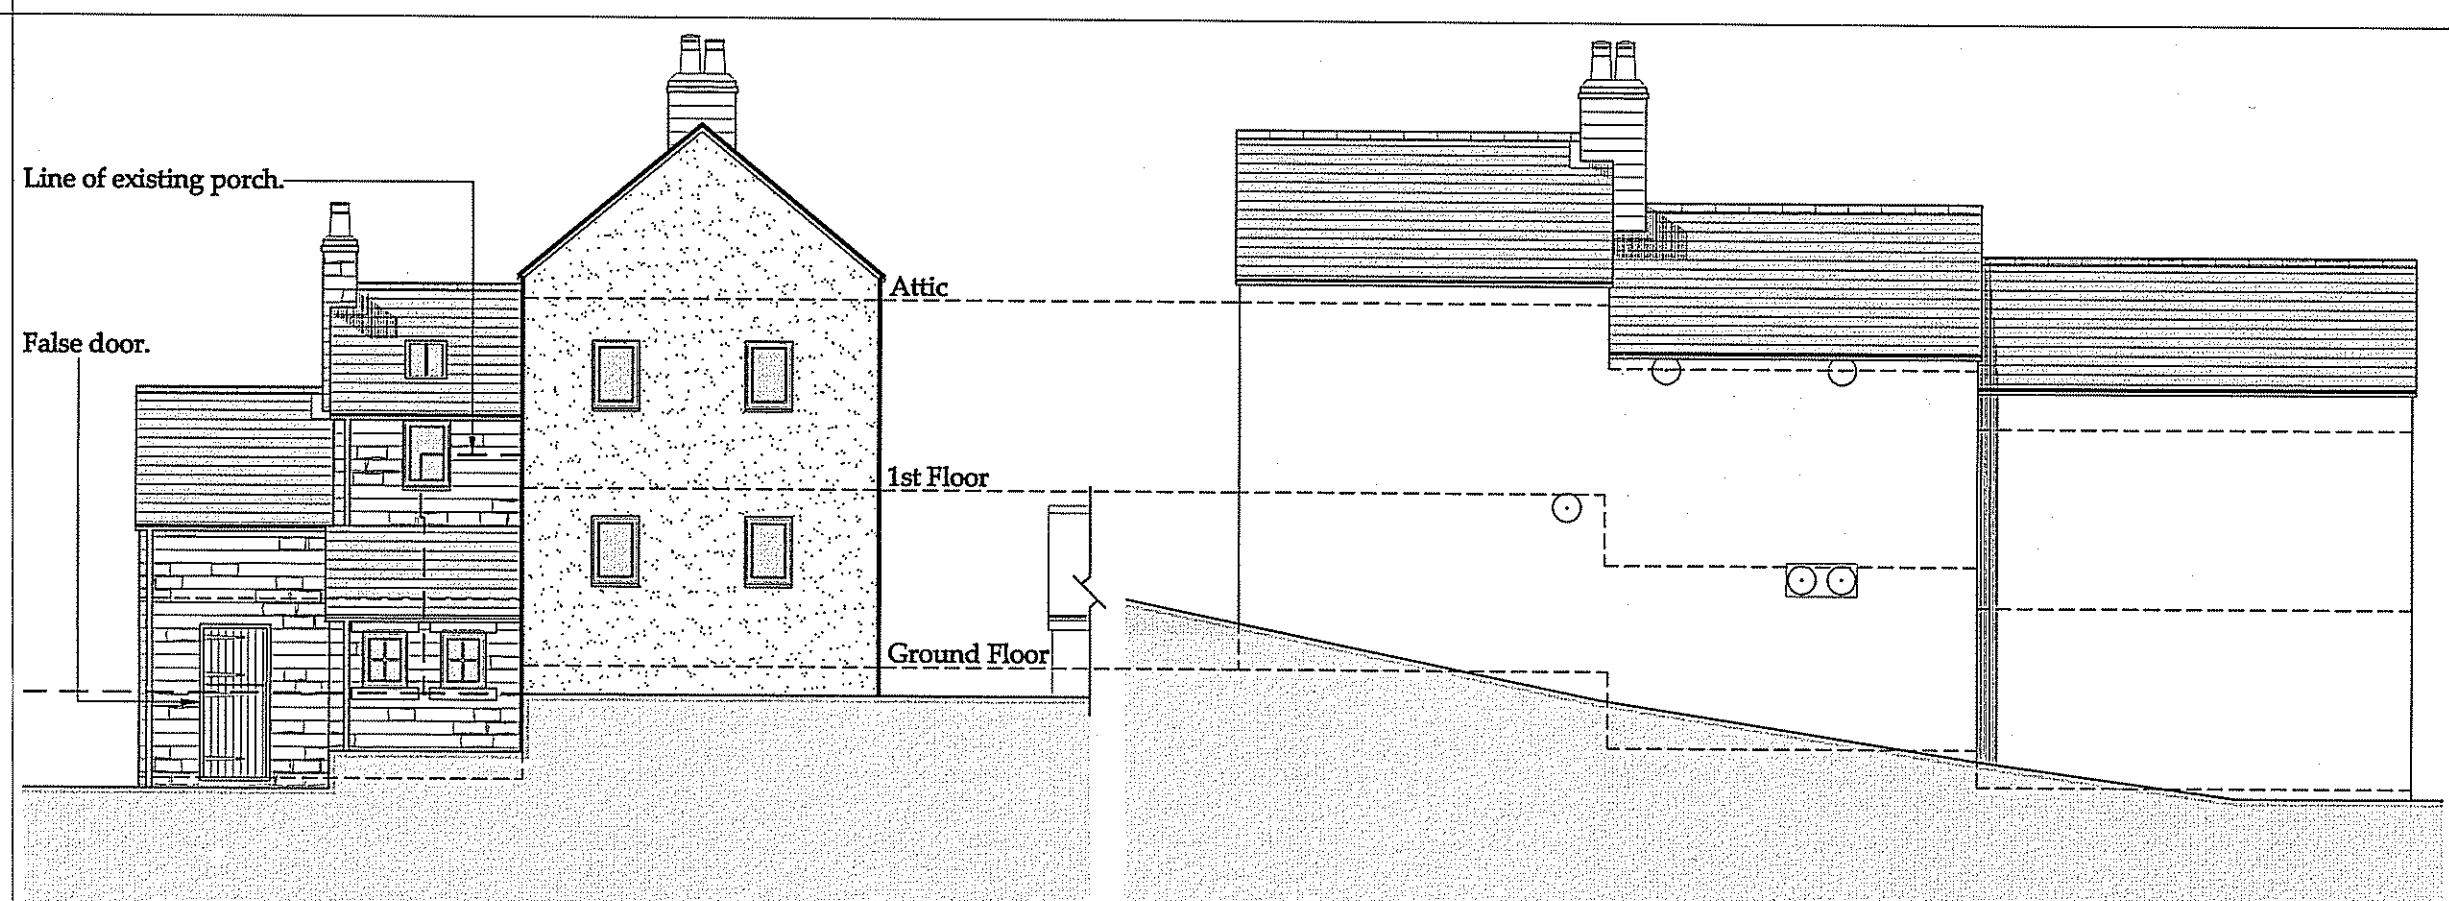 Line of existing porch.
False door.
Attic
1st Floor
Ground Floor